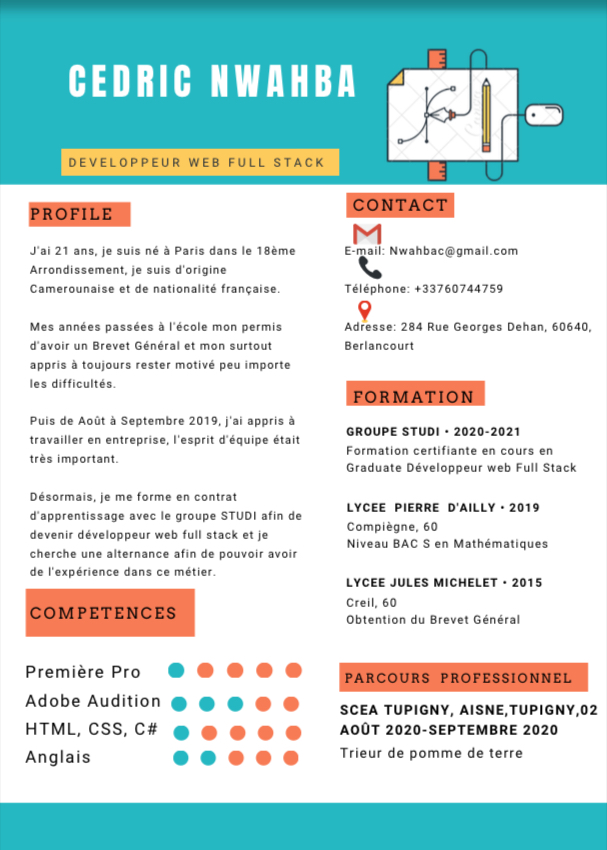 CEDRIC NWAHBA
DEVELOPPEUR WEB FULL STACK
PROFILE
J'ai 21 ans, je suis né à Paris dans le 18ème
Arrondissement, je suis d'origine
Camerounaise et de nationalité française.
Mes années passées à l'école mon permis
d'avoir un Brevet Général et mon surtout
appris à toujours rester motivé peu importe
les difficultés.
Puis de Août à Septembre 2019, j'ai appris à
travailler en entreprise, l'esprit d'équipe était
très important.
Désormais, je me forme en contrat
d'apprentissage avec le groupe STUDI afin de
devenir développeur web full stack et je
cherche une alternance afin de pouvoir avoir
de l'expérience dans ce métier.
COMPETENCES
Première Pro
Adobe Audition
HTML, CSS, C#
Anglais
CONTACT
E-mail: Nwahbac@gmail.com
Téléphone: +33760744759
Adresse: 284 Rue Georges Dehan, 60640,
Berlancourt
FORMATION
GROUPE STUDI • 2020-2021
Formation certifiante en cours en
Graduate Développeur web Full Stack
LYCEE PIERRE D'AILLY • 2019
Compiègne, 60
Niveau BAC S en Mathématiques
LYCEE JULES MICHELET • 2015
Creil, 60
Obtention du Brevet Général
PARCOURS PROFESSIONNEL
SCEA TUPIGNY, AISNE,TUPIGNY,02
AOÛT 2020-SEPTEMBRE 2020
Trieur de pomme de terre